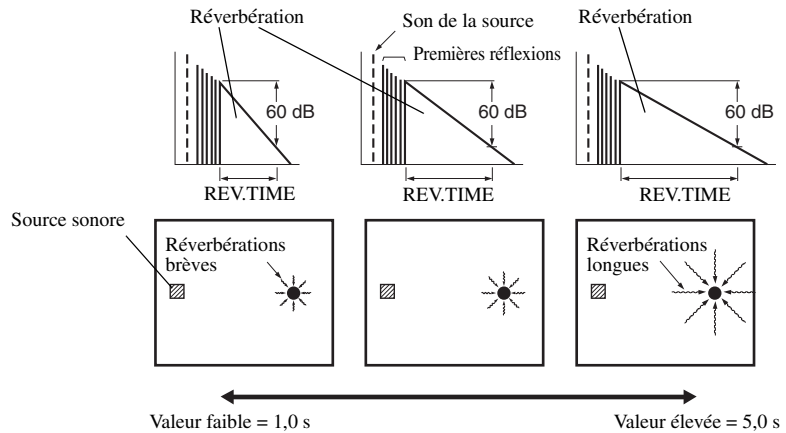 Réverbération
Son de la source
Réverbération
Premières réflexions
60 dB
60 dB
60 dB
REV.TIME
REV.TIME
REV.TIME
Source sonore
Réverbérations
brèves
Réverbérations
longues
Valeur faible = 1,0 s
Valeur élevée = 5,0 s